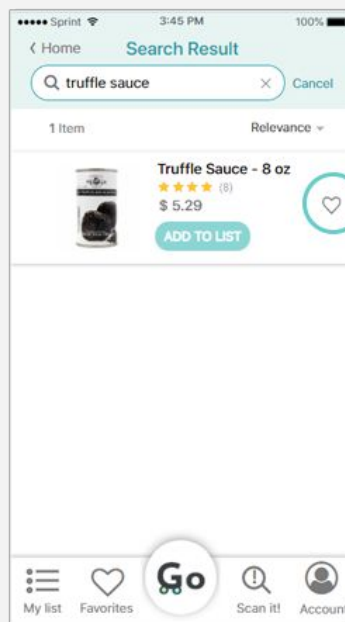 Sprint 3:45 PM 100%
Home Search Result
truffle sauce Cancel
1 Item Relevance
Truffle Sauce - 8 oz
(8)
$ 5.29
ADD TO LIST
Go
My list Favorites Scan it! Account